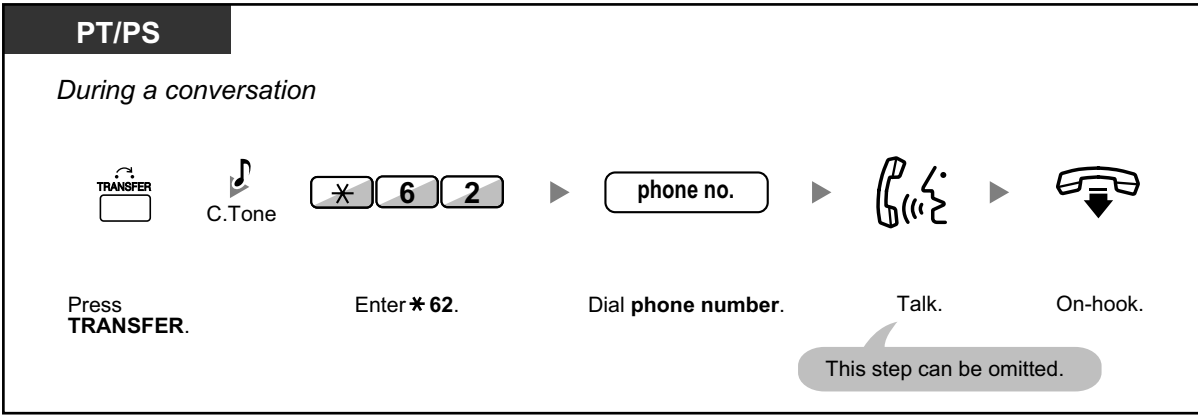 PT/PS
During a conversation
TRANSFER
C.Tone
* 6 2
phone no.
Press
TRANSFER.
Enter * 62.
Dial phone number.
Talk.
On-hook.
This step can be omitted.